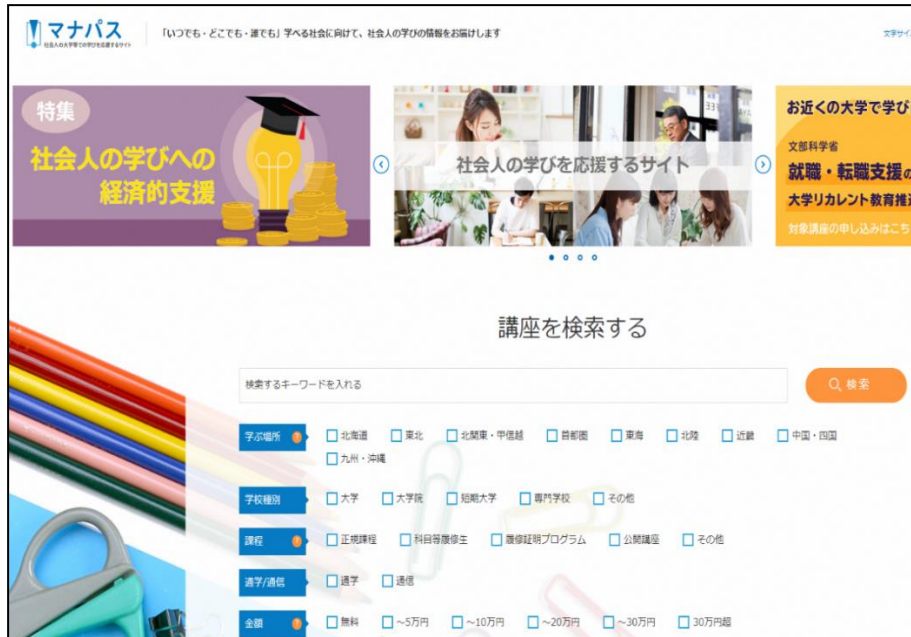 マナパス
社会人の大学等での学びを応援するサイト
「いつでも・どこでも・誰でも」学べる社会に向けて、社会人の学びの情報をお届けします
文字サイ
特集
社会人の学びへの
経済的支援
社会人の学びを応援するサイト
お近くの大学で学び
文部科学省
就職・転職支援の
大学リカレント教育推進
対象講座の申し込みはこち
講座を検索する
検索するキーワードを入れる
検索
学ぶ場所 ? 北海道 東北 北関東・甲信越 首都圏 東海 北陸 近畿 中国・四国
九州・沖縄
学校種別 大学 大学院 短期大学 専門学校 その他
課程 ? 正規課程 科目等履修生 履修証明プログラム 公開講座 その他
通学/通信 通学 通信
金額 ? 無料 ～5万円 ～10万円 ～20万円 ～30万円 30万円超